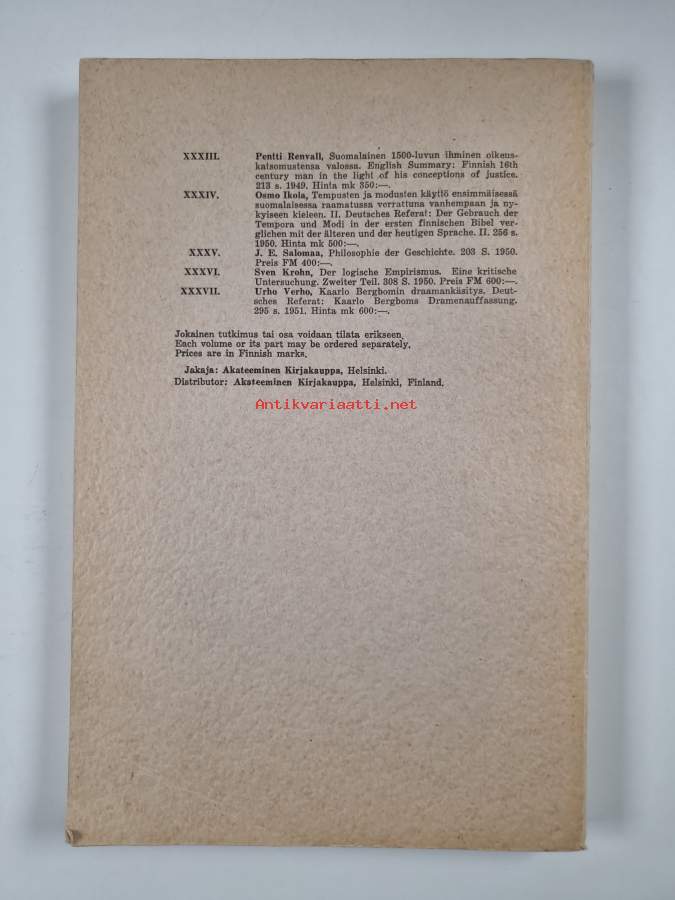 XXXIII. Pentti Renvall, Suomalainen 1500-luvun ihminen oikeus-
katsomustensa valossa. English Summary: Finnish 16th
century man in the light of his conceptions of justice.
213 s. 1949. Hinta mk 350:—.
XXXIV. Osmo Ikola, Tempusten ja modusten käyttö ensimmäisessä
suomalaisessa raamatussa verrattuna vanhempaan ja ny-
kyiseen kieleen. II. Deutsches Referat: Der Gebrauch der
Tempora und Modi in der ersten finnischen Bibel ver-
glichen mit der älteren und der heutigen Sprache. II. 256 s.
1950. Hinta mk 500:—.
XXXV. J. E. Salomaa, Philosophie der Geschichte. 203 S. 1950.
Preis FM 400:—.
XXXVI. Sven Krohn, Der logische Empirismus. Eine kritische
Untersuchung. Zweiter Teil. 308 S. 1950. Preis FM 600:—.
XXXVII. Urho Verho, Kaarlo Bergbomin draamankäsitys. Deut-
sches Referat: Kaarlo Bergboms Dramenauffassung.
295 s. 1951. Hinta mk 600:—.
Jokainen tutkimus tai osa voidaan tilata erikseen.
Each volume or its part may be ordered separately.
Prices are in Finnish marks.
Jakaja: Akateeminen Kirjakauppa, Helsinki.
Distributor: Akateeminen Kirjakauppa, Helsinki, Finland.
Antikvariaatti.net